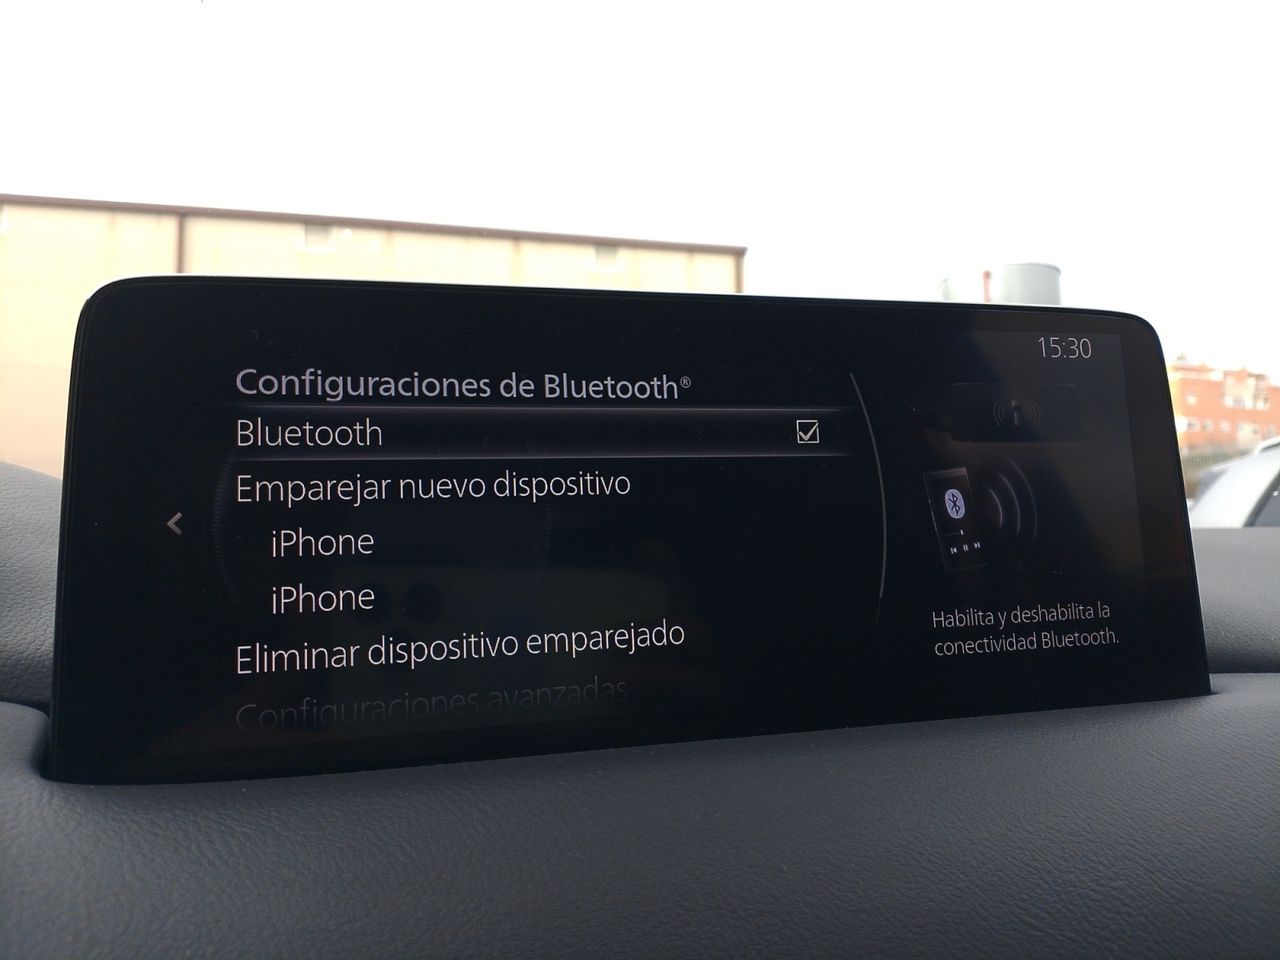 15:30
Configuraciones de Bluetooth®
Bluetooth
Emparejar nuevo dispositivo
iPhone
iPhone
Eliminar dispositivo emparejado
Configuraciones avanzadas
Habilita y deshabilita la
conectividad Bluetooth.